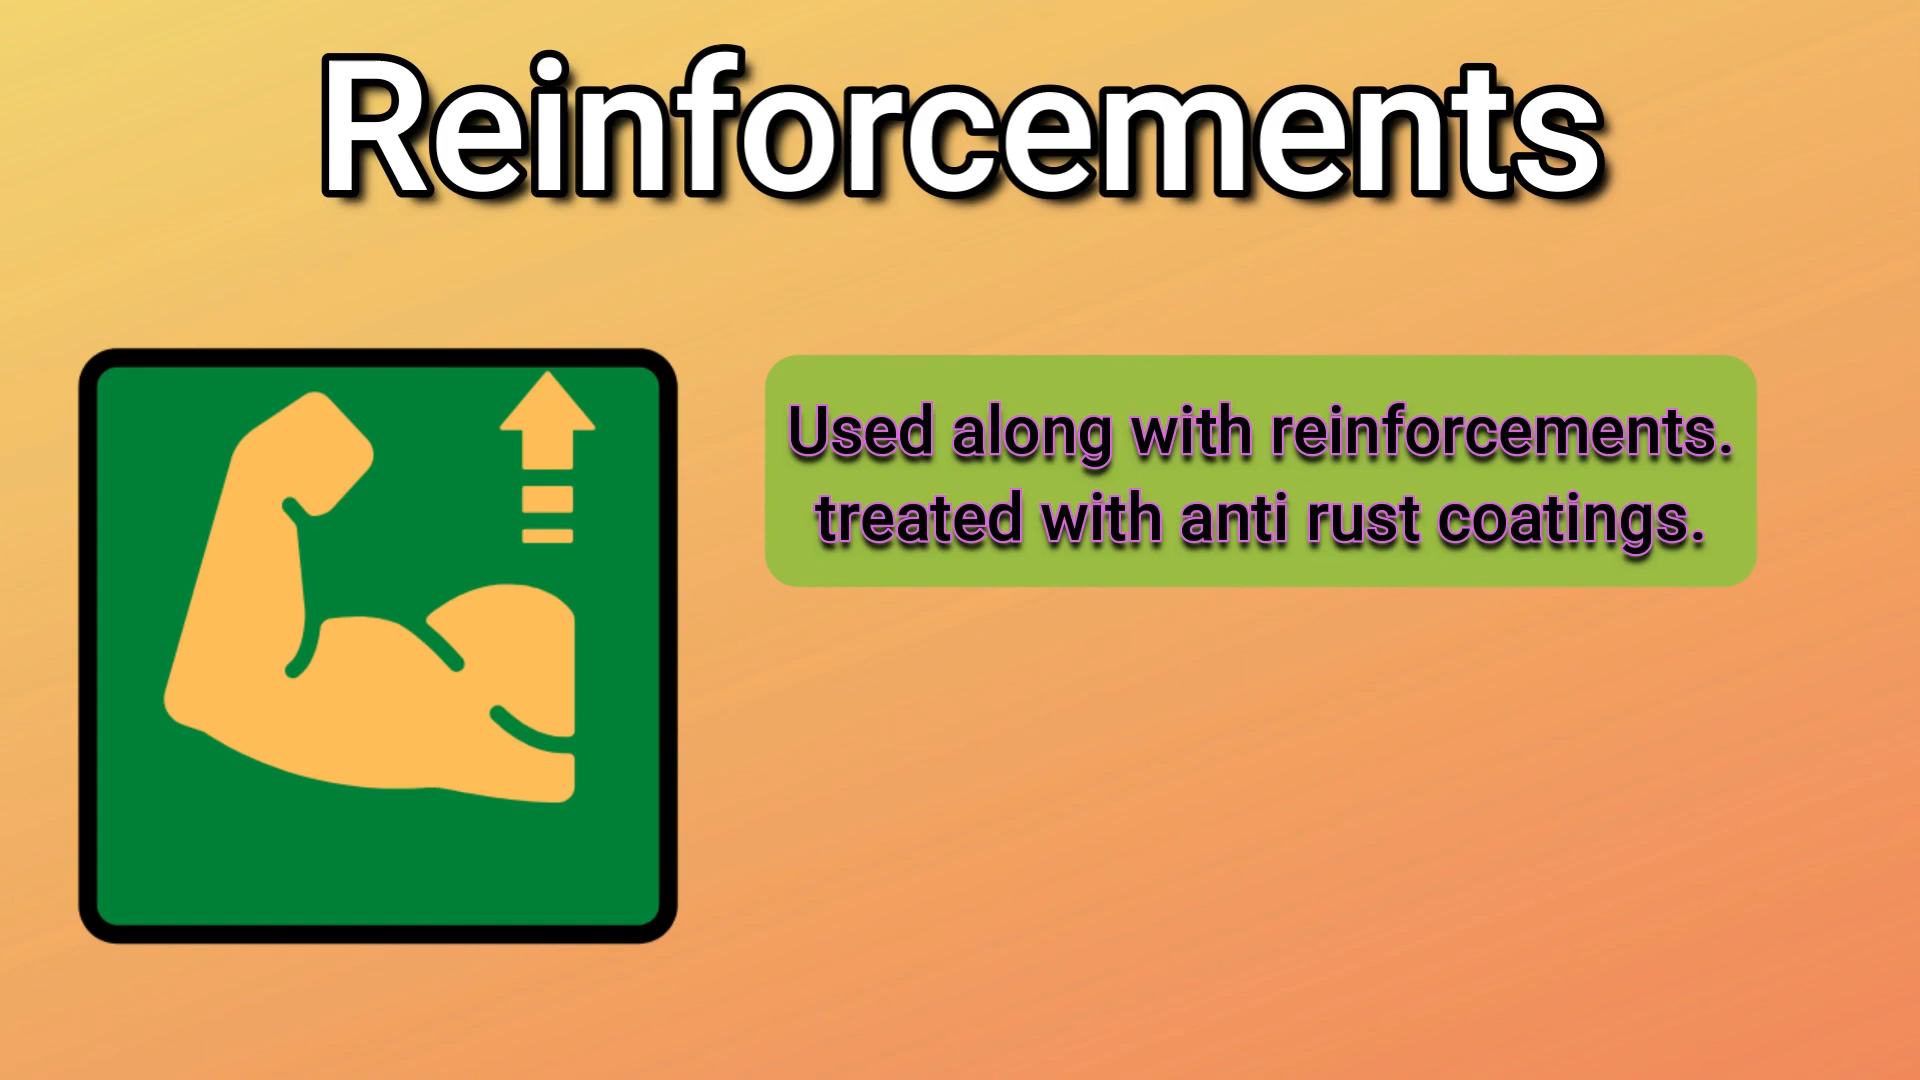 Reinforcements
Used along with reinforcements.
treated with anti rust coatings.